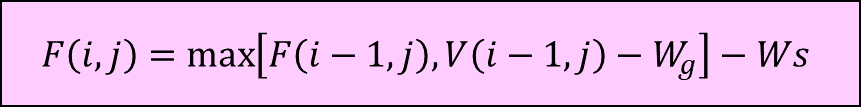 F(i,j) = max[F(i − 1,j),V(i − 1,j) − W_g] − Ws